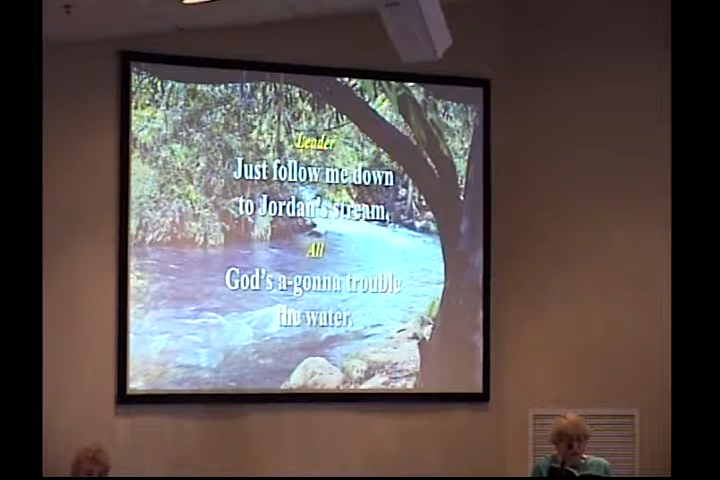 Leader
Just follow me down
to Jordan's stream,
All
God's a-gonna trouble
the water.